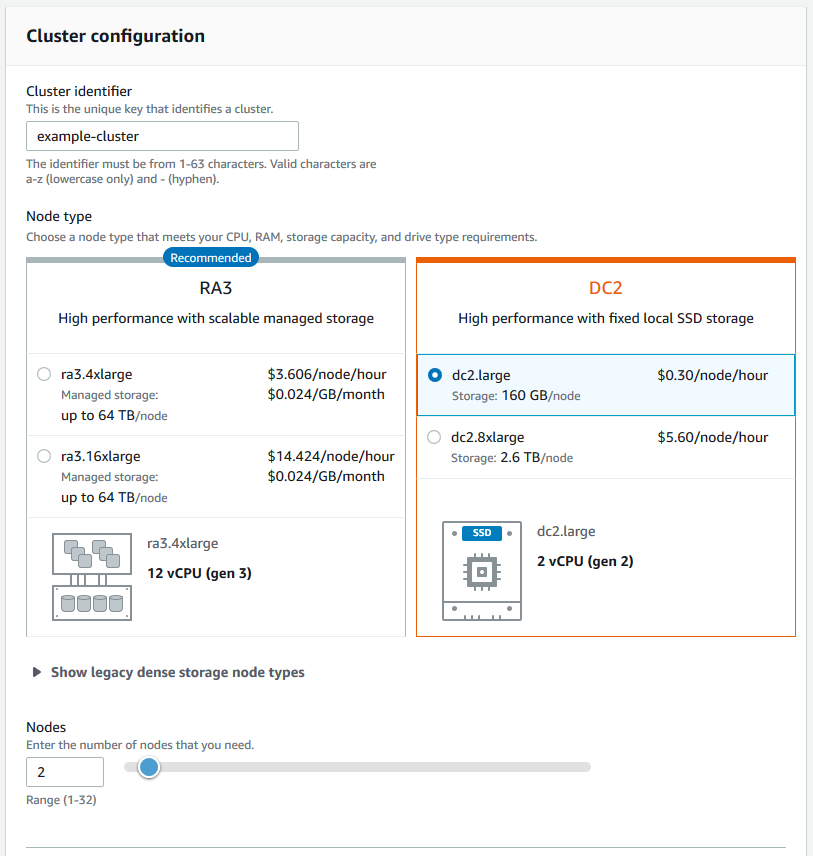 Cluster configuration
Cluster identifier
This is the unique key that identifies a cluster.
example-cluster
The identifier must be from 1-63 characters. Valid characters are
a-z (lowercase only) and - (hyphen).
Node type
Choose a node type that meets your CPU, RAM, storage capacity, and drive type requirements.
Recommended
RA3
High performance with scalable managed storage
ra3.4xlarge $3.606/node/hour
Managed storage: $0.024/GB/month
up to 64 TB/node
ra3.16xlarge $14.424/node/hour
Managed storage: $0.024/GB/month
up to 64 TB/node
ra3.4xlarge
12 vCPU (gen 3)
DC2
High performance with fixed local SSD storage
dc2.large $0.30/node/hour
Storage: 160 GB/node
dc2.8xlarge $5.60/node/hour
Storage: 2.6 TB/node
SSD
dc2.large
2 vCPU (gen 2)
Show legacy dense storage node types
Nodes
Enter the number of nodes that you need.
2
Range (1-32)